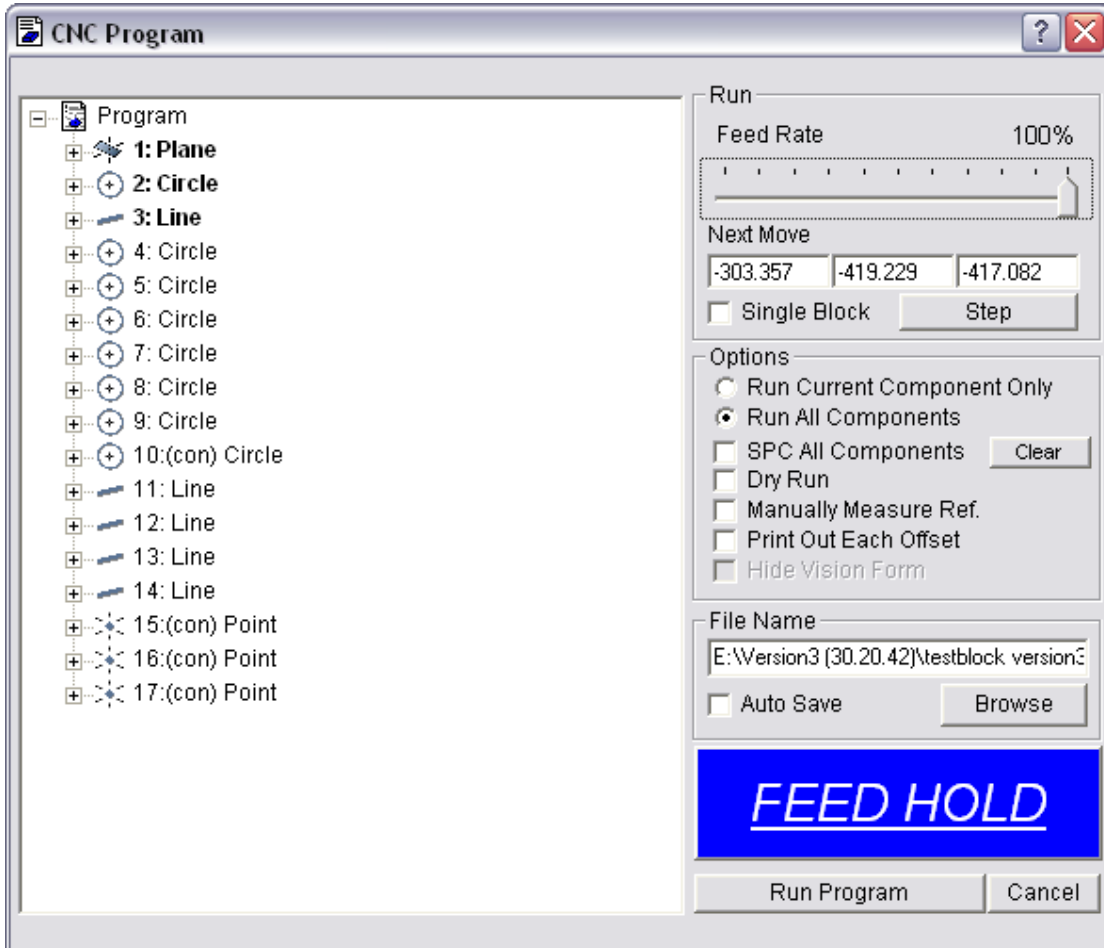 CNC Program
Program
1: Plane
2: Circle
3: Line
4: Circle
5: Circle
6: Circle
7: Circle
8: Circle
9: Circle
10:(con) Circle
11: Line
12: Line
13: Line
14: Line
15:(con) Point
16:(con) Point
17:(con) Point
Run
Feed Rate 100%
Next Move
-303.357 -419.229 -417.082
Single Block Step
Options
Run Current Component Only
Run All Components
SPC All Components Clear
Dry Run
Manually Measure Ref.
Print Out Each Offset
Hide Vision Form
File Name
E:\Version3 (30.20.42)\testblock version3
Auto Save Browse
FEED HOLD
Run Program Cancel